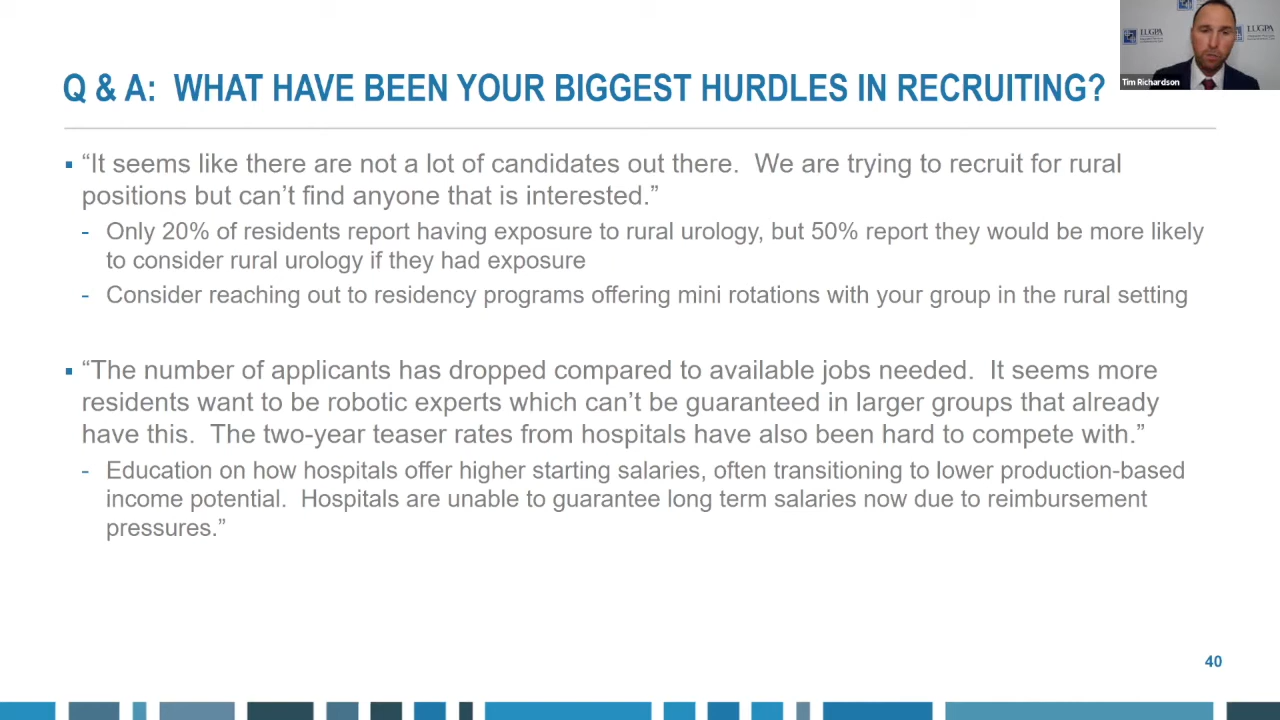 LUGPA
LUGPA
Tim Richardson
Q & A:  WHAT HAVE BEEN YOUR BIGGEST HURDLES IN RECRUITING?
▪ “It seems like there are not a lot of candidates out there.  We are trying to recruit for rural
positions but can’t find anyone that is interested.”
- Only 20% of residents report having exposure to rural urology, but 50% report they would be more likely
to consider rural urology if they had exposure
- Consider reaching out to residency programs offering mini rotations with your group in the rural setting
▪ “The number of applicants has dropped compared to available jobs needed.  It seems more
residents want to be robotic experts which can’t be guaranteed in larger groups that already
have this.  The two-year teaser rates from hospitals have also been hard to compete with.”
- Education on how hospitals offer higher starting salaries, often transitioning to lower production-based
income potential.  Hospitals are unable to guarantee long term salaries now due to reimbursement
pressures.”
40